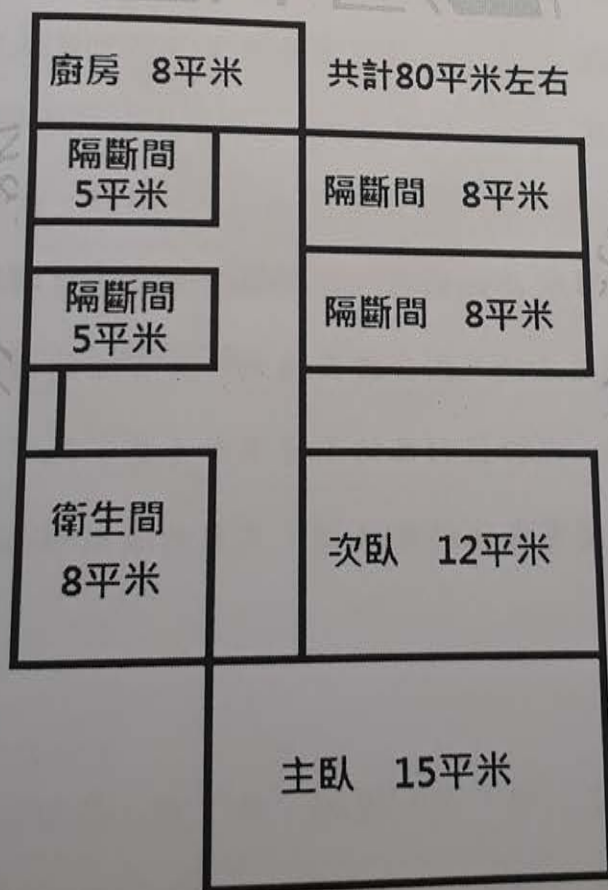 廚房 8平米
共計80平米左右
隔斷間
5平米
隔斷間 8平米
隔斷間
5平米
隔斷間 8平米
衛生間
8平米
次臥 12平米
主臥 15平米